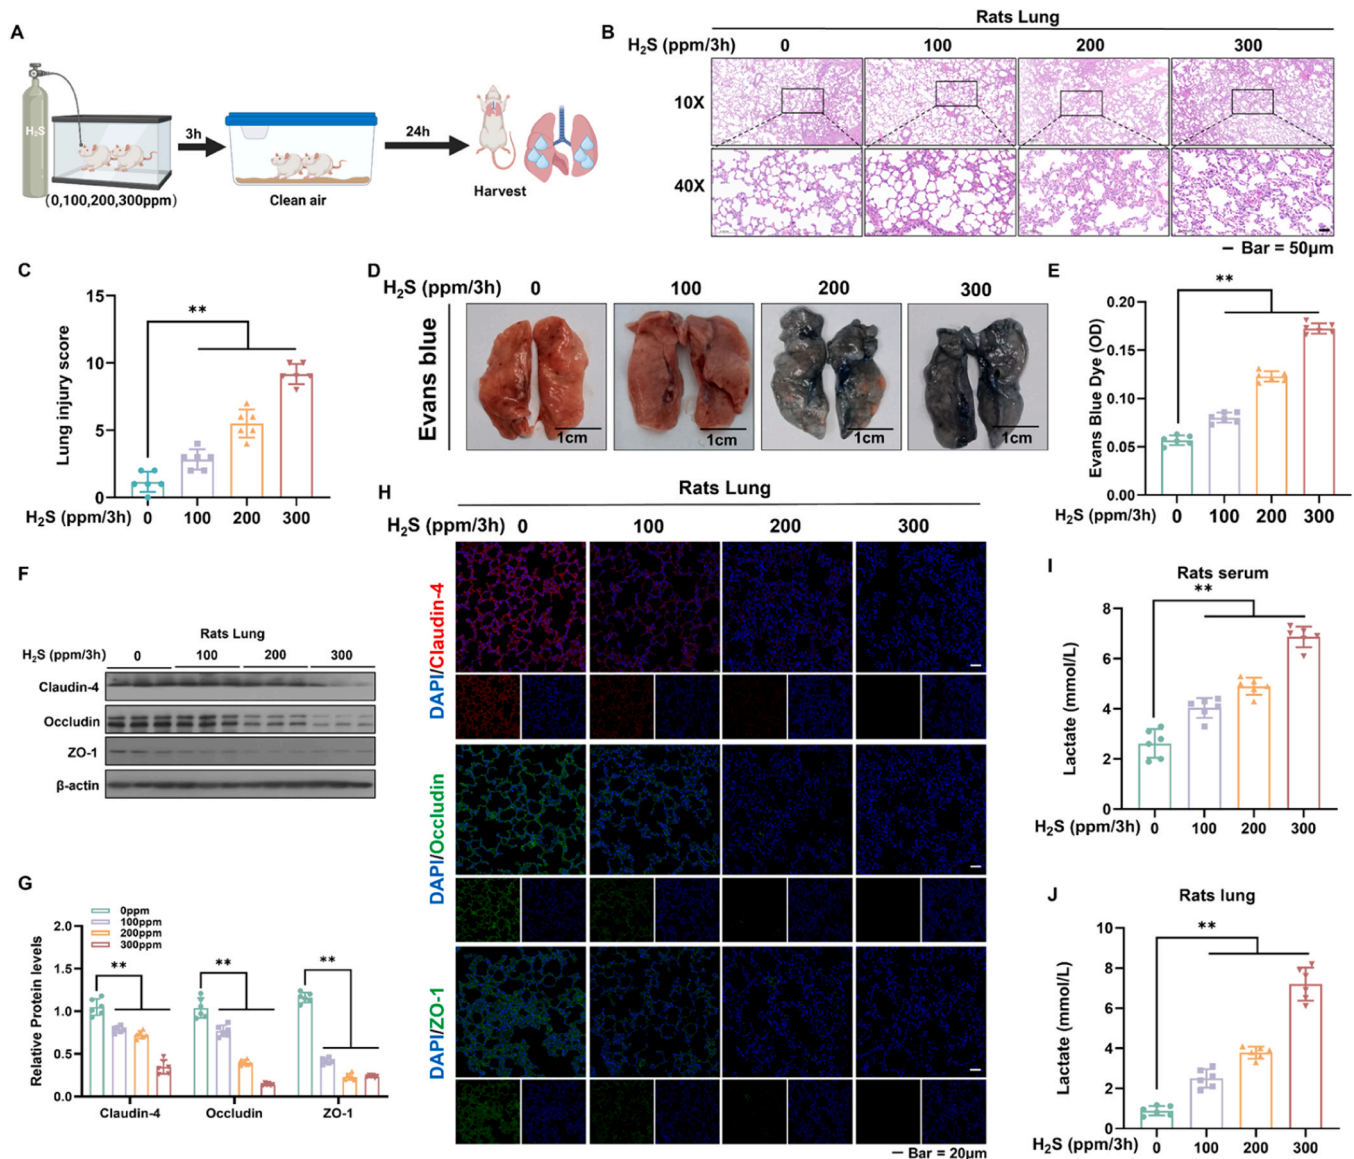 A
H₂S
3h
24h
(0,100,200,300ppm)
Clean air
Harvest
B
Rats Lung
H₂S (ppm/3h) 0 100 200 300
10X
40X
Bar = 50μm
C
Lung injury score
15
10
5
0
**
H₂S (ppm/3h) 0 100 200 300
D
H₂S (ppm/3h) 0 100 200 300
Evans blue
1cm 1cm 1cm 1cm
E
Evans Blue Dye (OD)
0.20
0.15
0.10
0.05
0.00
**
H₂S (ppm/3h) 0 100 200 300
F
Rats Lung
H₂S (ppm/3h) 0 100 200 300
Claudin-4
Occludin
ZO-1
β-actin
G
0ppm
100ppm
200ppm
300ppm
Relative Protein levels
2.0
1.5
1.0
0.5
0.0
** ** **
Claudin-4 Occludin ZO-1
H
Rats Lung
H₂S (ppm/3h) 0 100 200 300
DAPI/Claudin-4
DAPI/Occludin
DAPI/ZO-1
Bar = 20μm
I
Rats serum
Lactate (mmol/L)
8
6
4
2
0
**
H₂S (ppm/3h) 0 100 200 300
J
Rats lung
Lactate (mmol/L)
10
8
6
4
2
0
**
H₂S (ppm/3h) 0 100 200 300